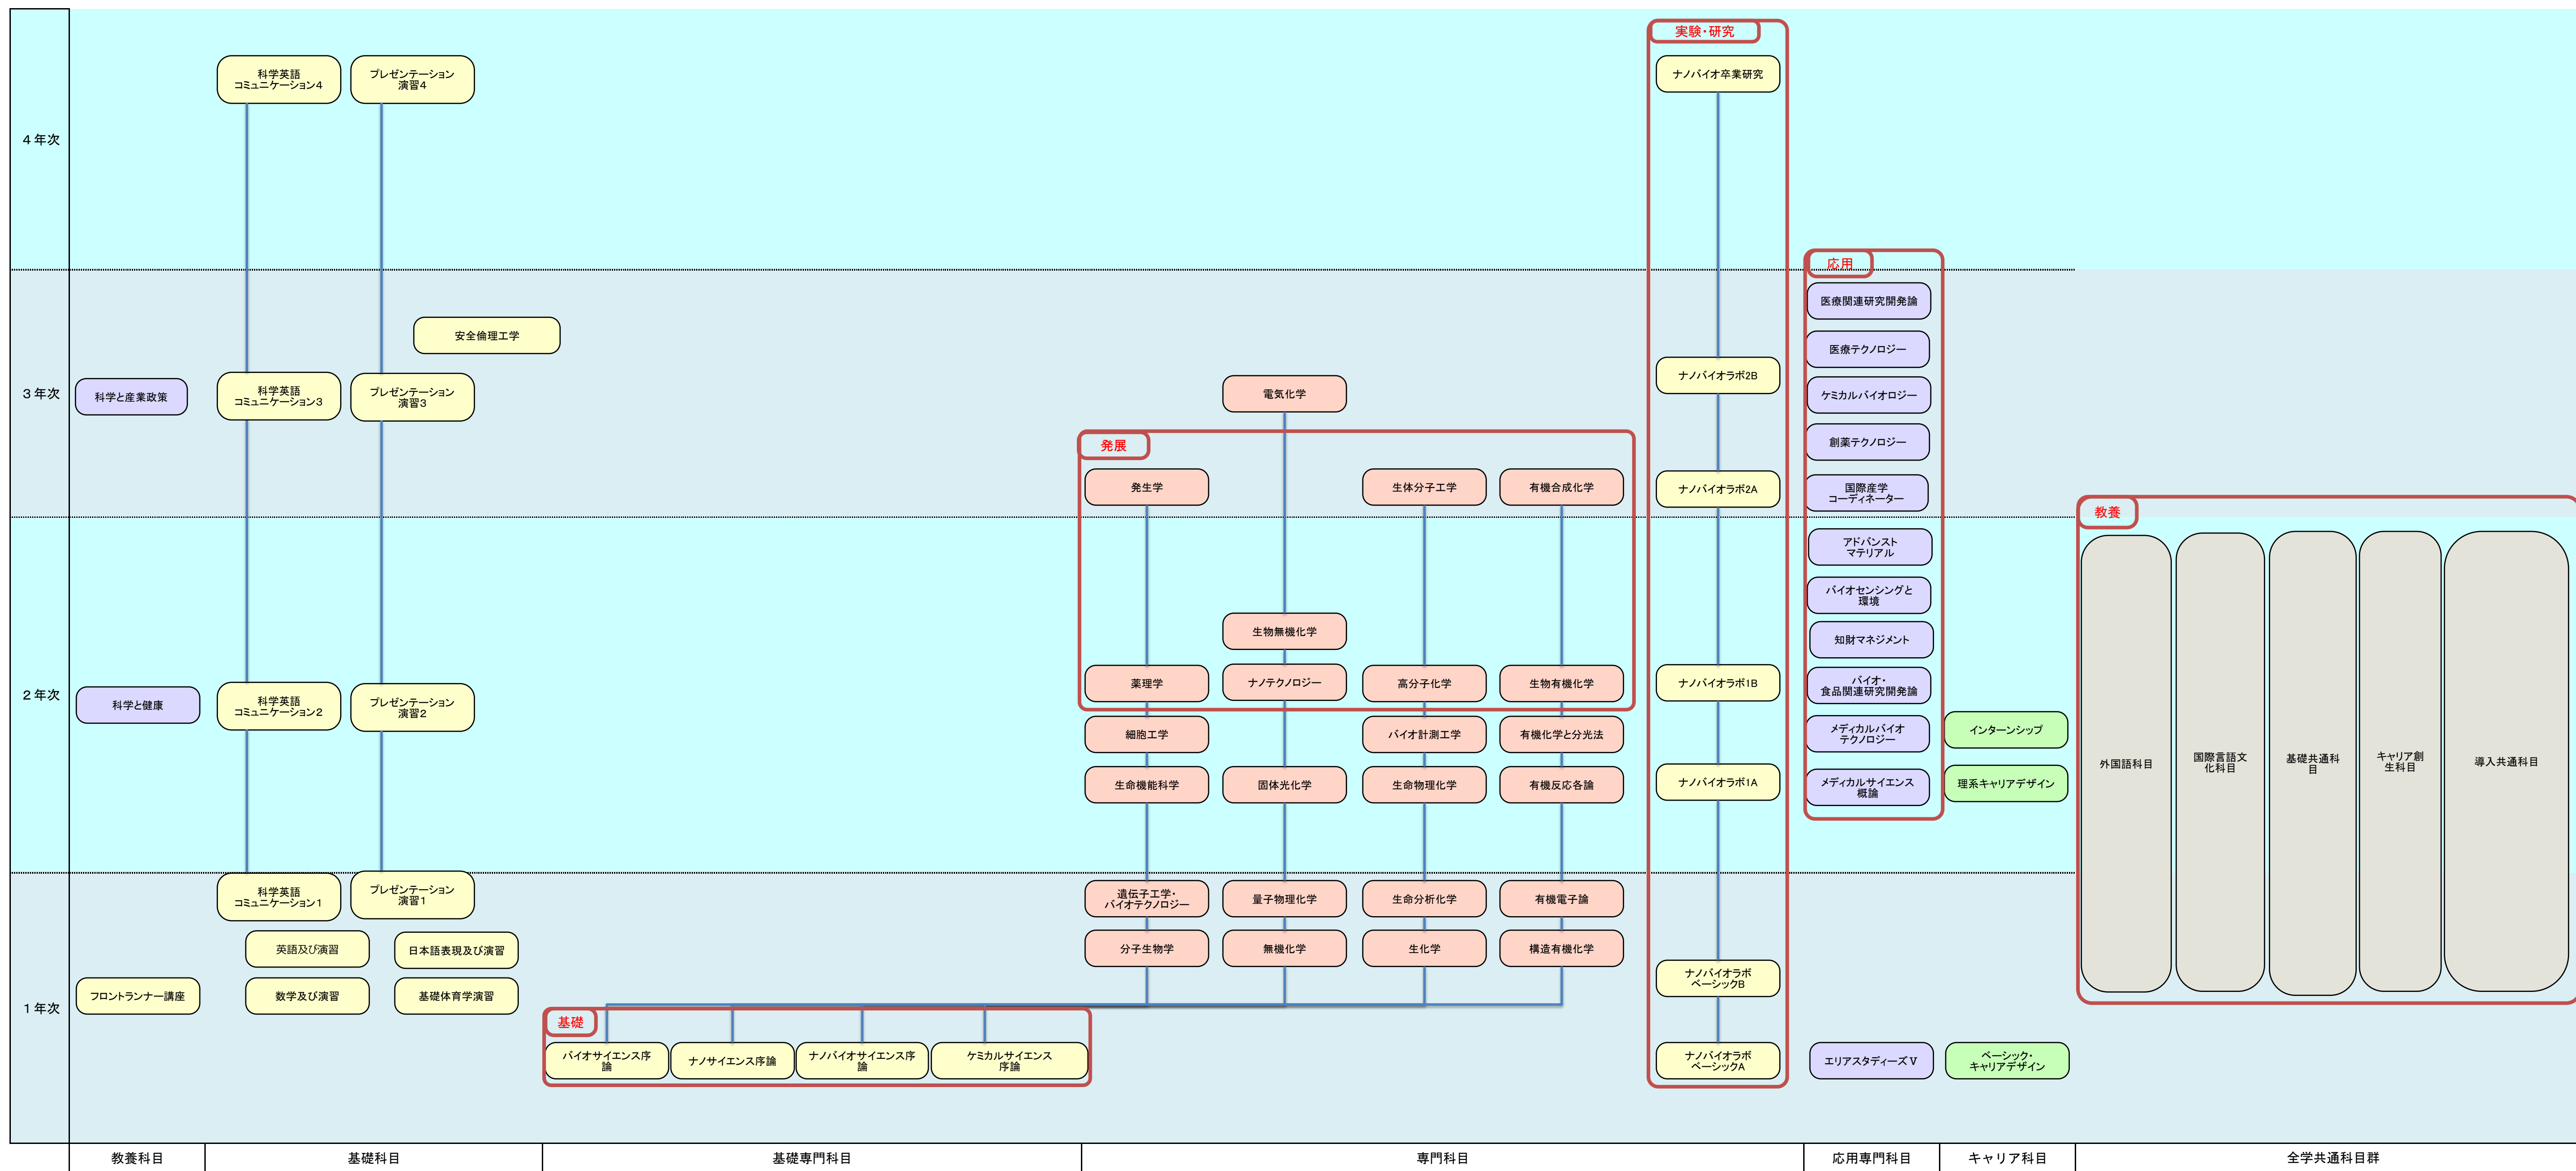 実験・研究
科学英語
コミュニケーション４
プレゼンテーション
演習４
ナノバイオ卒業研究
４年次
応用
医療関連研究開発論
安全倫理工学
医療テクノロジー
ナノバイオラボ2B
３年次
科学と産業政策
科学英語
コミュニケーション３
プレゼンテーション
演習３
電気化学
ケミカルバイオロジー
発展
創薬テクノロジー
発生学
生体分子工学
有機合成化学
ナノバイオラボ2A
国際産学
コーディネーター
教養
アドバンスト
マテリアル
バイオセンシングと
環境
生物無機化学
知財マネジメント
２年次
科学と健康
科学英語
コミュニケーション２
プレゼンテーション
演習２
薬理学
ナノテクノロジー
高分子化学
生物有機化学
ナノバイオラボ1B
バイオ・
食品関連研究開発論
細胞工学
バイオ計測工学
有機化学と分光法
メディカルバイオ
テクノロジー
インターンシップ
生命機能科学
固体光化学
生命物理化学
有機反応各論
ナノバイオラボ1A
メディカルサイエンス
概論
理系キャリアデザイン
外国語科目
国際言語文
化科目
基礎共通科
目
キャリア創
生科目
導入共通科目
科学英語
コミュニケーション１
プレゼンテーション
演習１
遺伝子工学・
バイオテクノロジー
量子物理化学
生命分析化学
有機電子論
英語及び演習
日本語表現及び演習
分子生物学
無機化学
生化学
構造有機化学
１年次
フロントランナー講座
数学及び演習
基礎体育学演習
ナノバイオラボ
ベーシックB
基礎
バイオサイエンス序
論
ナノサイエンス序論
ナノバイオサイエンス序
論
ケミカルサイエンス
序論
ナノバイオラボ
ベーシックA
エリアスタディーズⅤ
ベーシック・
キャリアデザイン
教養科目
基礎科目
基礎専門科目
専門科目
応用専門科目
キャリア科目
全学共通科目群